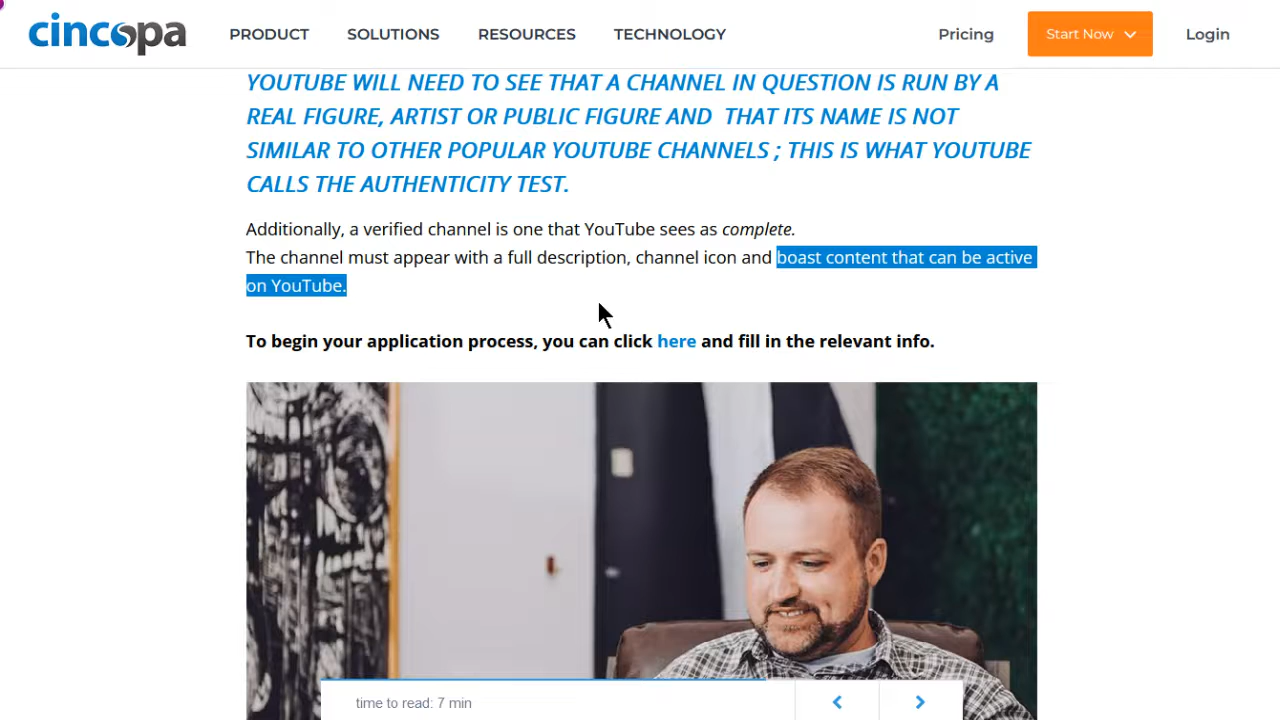 cincopa
PRODUCT SOLUTIONS RESOURCES TECHNOLOGY Pricing Start Now Login
YOUTUBE WILL NEED TO SEE THAT A CHANNEL IN QUESTION IS RUN BY A
REAL FIGURE, ARTIST OR PUBLIC FIGURE AND THAT ITS NAME IS NOT
SIMILAR TO OTHER POPULAR YOUTUBE CHANNELS ; THIS IS WHAT YOUTUBE
CALLS THE AUTHENTICITY TEST.
Additionally, a verified channel is one that YouTube sees as complete.
The channel must appear with a full description, channel icon and boast content that can be active
on YouTube.
To begin your application process, you can click here and fill in the relevant info.
time to read: 7 min